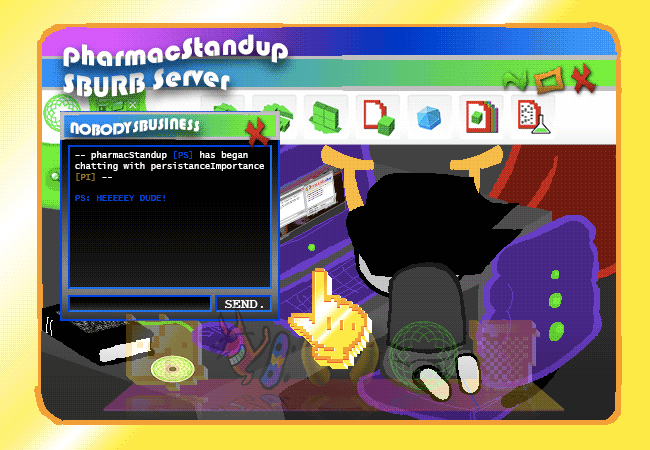 pharmacStandup
SBURB Server
NOBODYSBUSINESS
-- pharmacStandup [PS] has began
chatting with persistanceImportance
[PI] --
PS: HEEEEEY DUDE!
SEND.